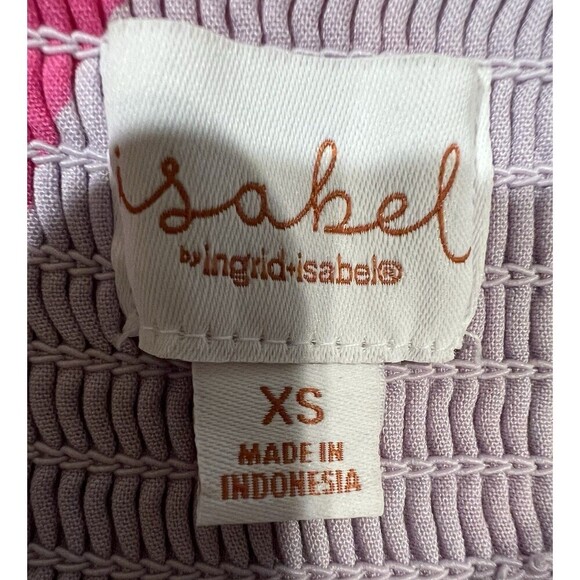 isabel
by ingrid+isabel®
XS
MADE IN
INDONESIA